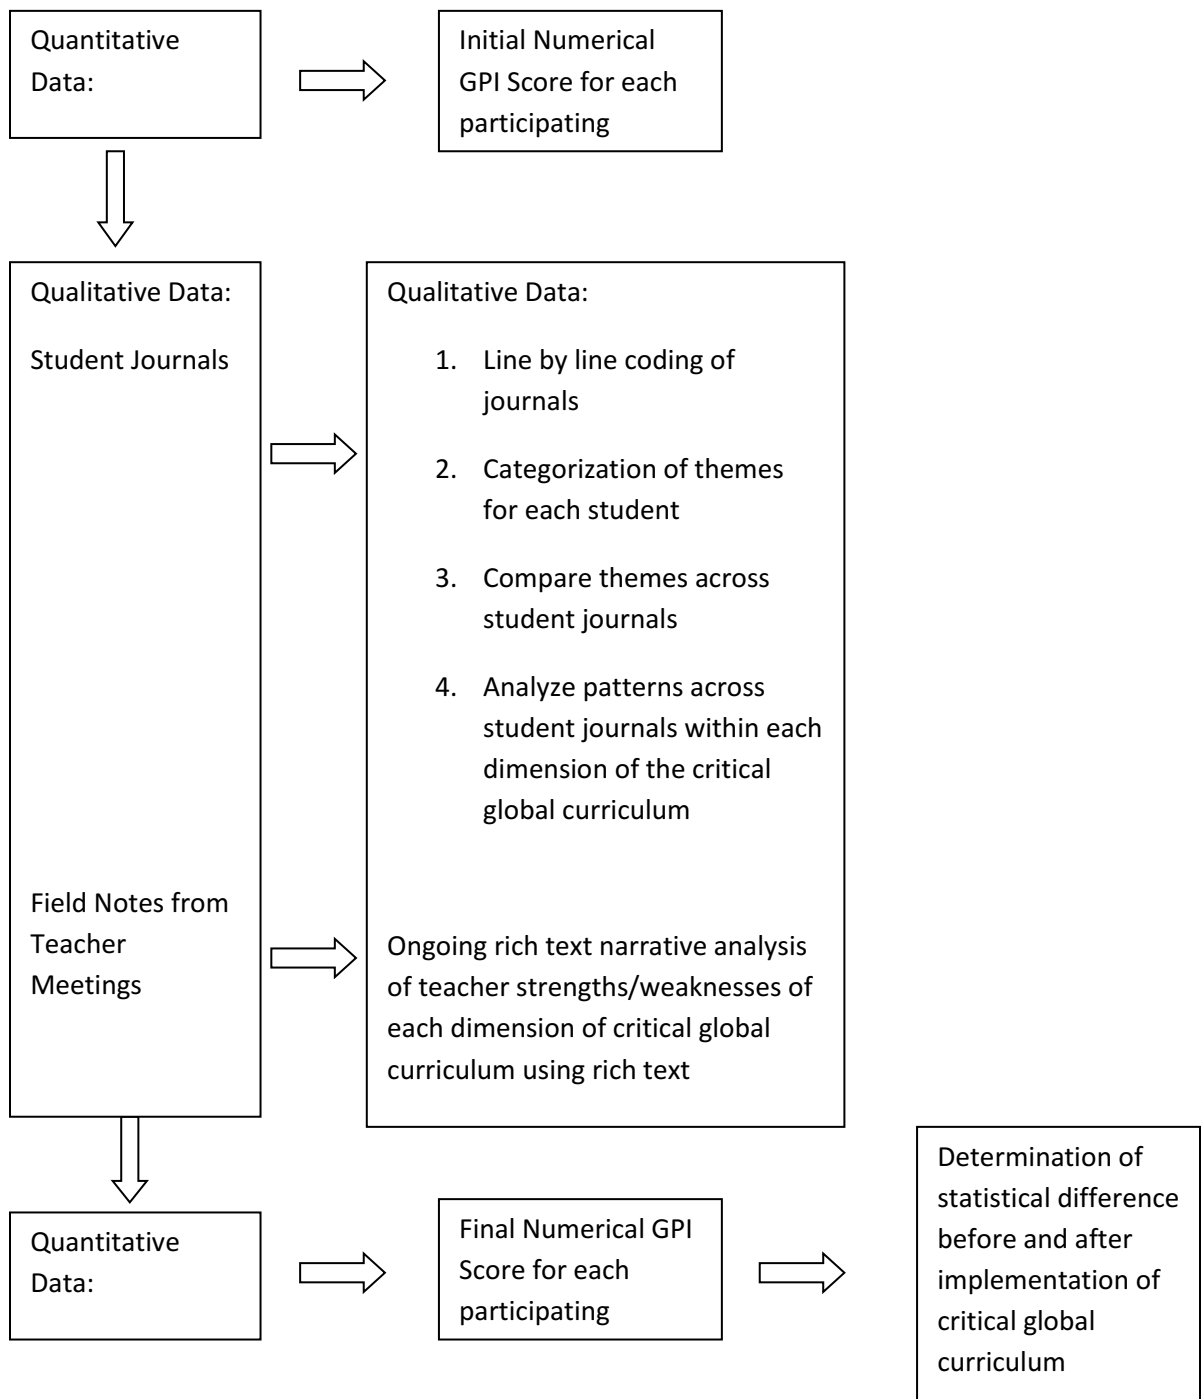 Quantitative
Data:
Initial Numerical
GPI Score for each
participating
Qualitative Data:
Student Journals
Field Notes from
Teacher
Meetings
Qualitative Data:
1. Line by line coding of
journals
2. Categorization of themes
for each student
3. Compare themes across
student journals
4. Analyze patterns across
student journals within each
dimension of the critical
global curriculum
Ongoing rich text narrative analysis
of teacher strengths/weaknesses of
each dimension of critical global
curriculum using rich text
Quantitative
Data:
Final Numerical GPI
Score for each
participating
Determination of
statistical difference
before and after
implementation of
critical global
curriculum